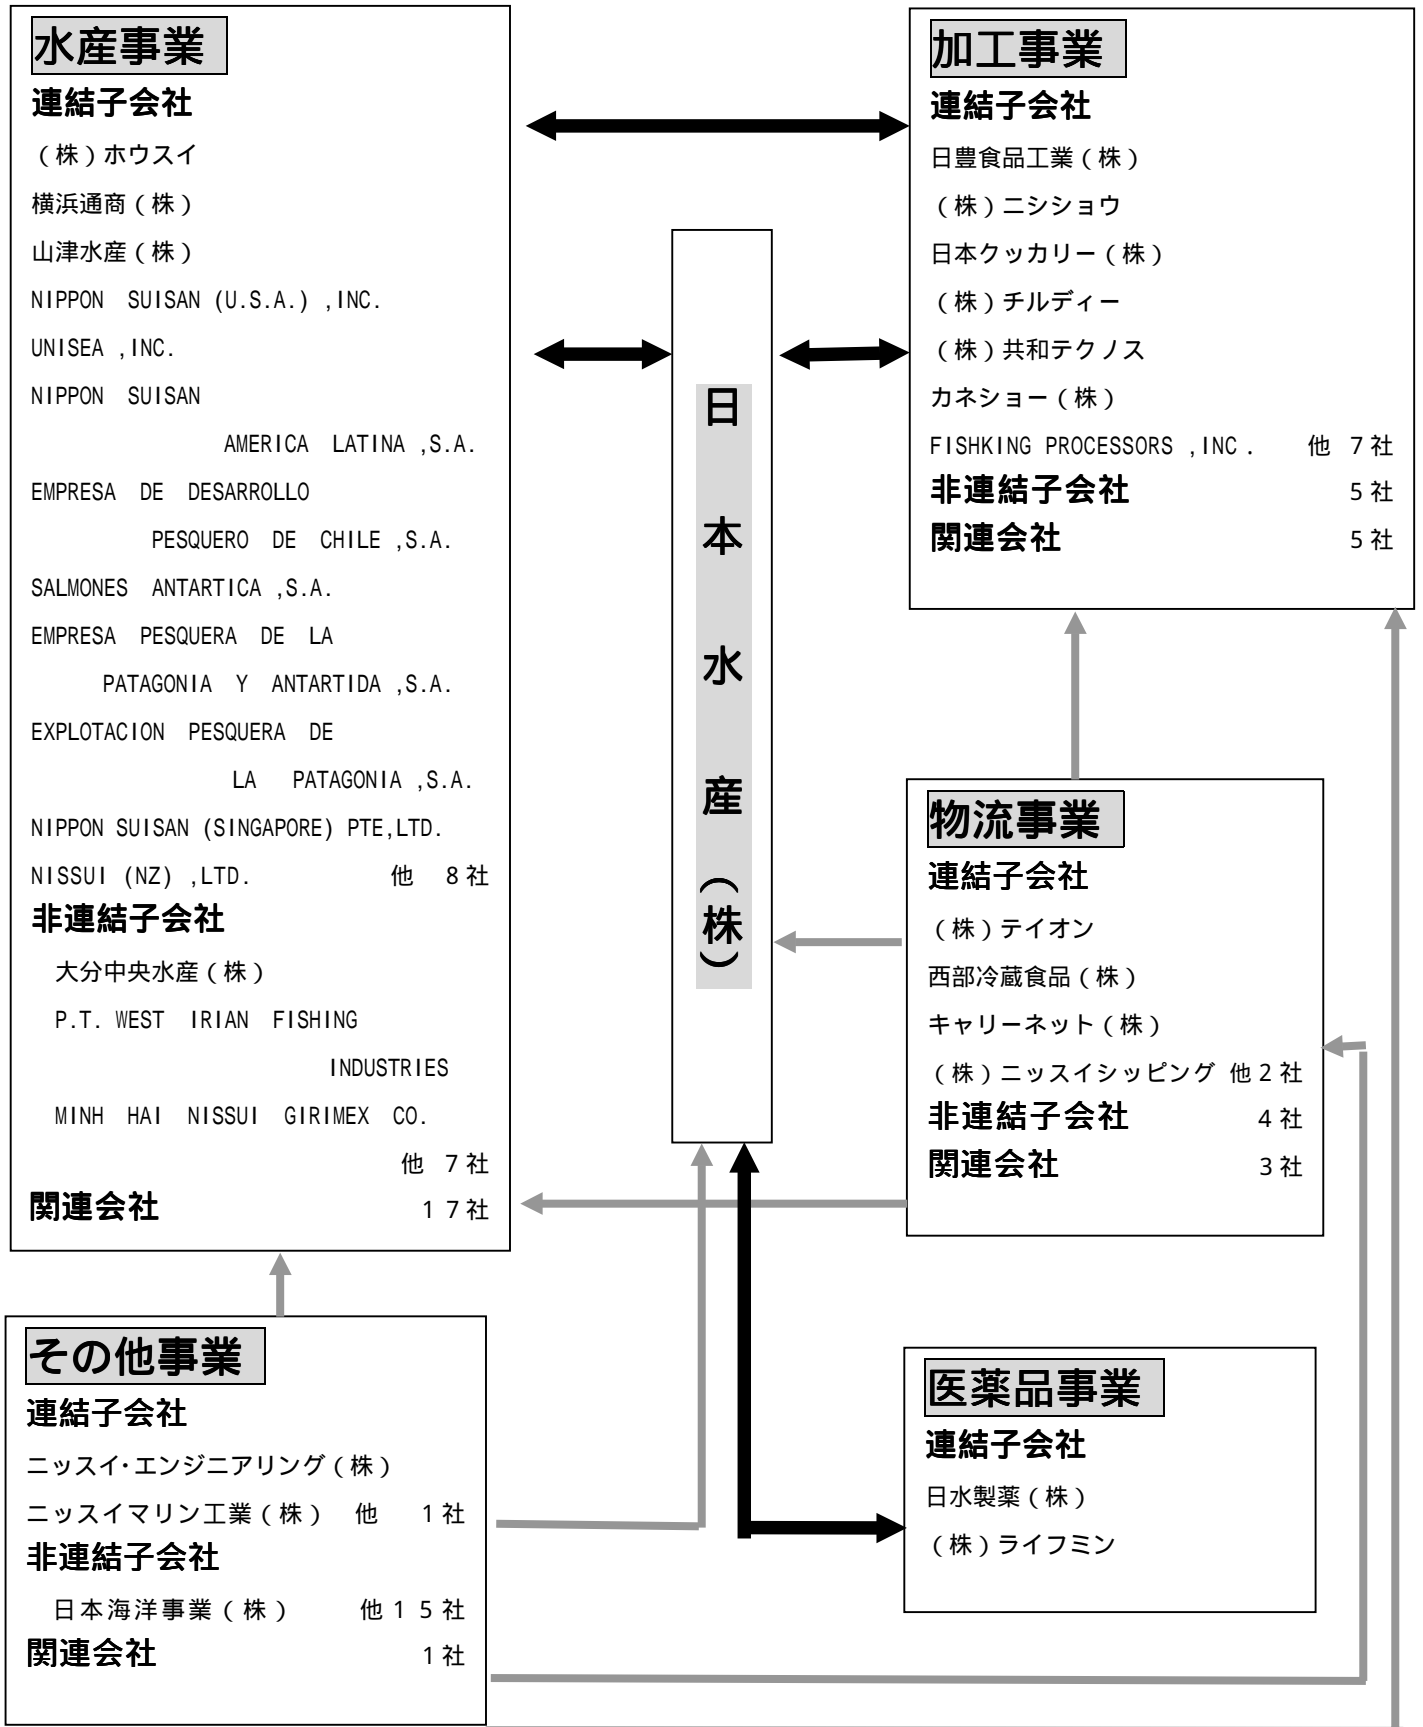 水産事業
連結子会社
（株）ホウスイ
横浜通商（株）
山津水産（株）
NIPPON SUISAN (U.S.A.) ,INC.
UNISEA ,INC.
NIPPON SUISAN
AMERICA LATINA ,S.A.
EMPRESA DE DESARROLLO
PESQUERO DE CHILE ,S.A.
SALMONES ANTARTICA ,S.A.
EMPRESA PESQUERA DE LA
PATAGONIA Y ANTARTIDA ,S.A.
EXPLOTACION PESQUERA DE
LA PATAGONIA ,S.A.
NIPPON SUISAN (SINGAPORE) PTE,LTD.
NISSUI (NZ) ,LTD. 他 8社
非連結子会社
大分中央水産（株）
P.T. WEST IRIAN FISHING
INDUSTRIES
MINH HAI NISSUI GIRIMEX CO.
他 7社
関連会社 17社
日本水産（株）
加工事業
連結子会社
日豊食品工業（株）
（株）ニシショウ
日本クッカリー（株）
（株）チルディー
（株）共和テクノス
カネショー（株）
FISHKING PROCESSORS ,INC. 他 7社
非連結子会社 5社
関連会社 5社
物流事業
連結子会社
（株）テイオン
西部冷蔵食品（株）
キャリーネット（株）
（株）ニッスイシッピング 他2社
非連結子会社 4社
関連会社 3社
その他事業
連結子会社
ニッスイ・エンジニアリング（株）
ニッスイマリン工業（株） 他 1社
非連結子会社
日本海洋事業（株） 他15社
関連会社 1社
医薬品事業
連結子会社
日水製薬（株）
（株）ライフミン